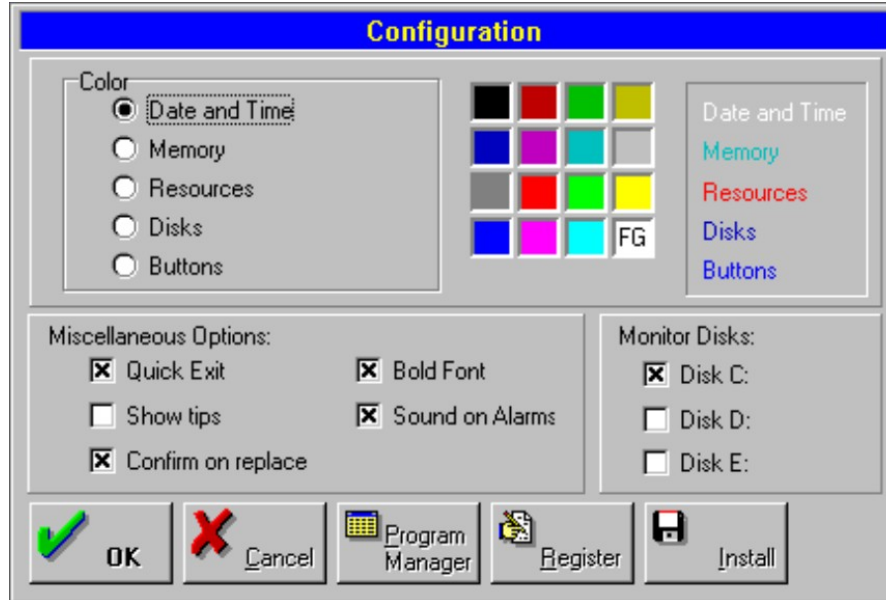 Configuration
Color
Date and Time
Memory
Resources
Disks
Buttons
FG
Date and Time
Memory
Resources
Disks
Buttons
Miscellaneous Options:
Quick Exit
Show tips
Confirm on replace
Bold Font
Sound on Alarms
Monitor Disks:
Disk C:
Disk D:
Disk E:
OK
Cancel
Program
Manager
Register
Install